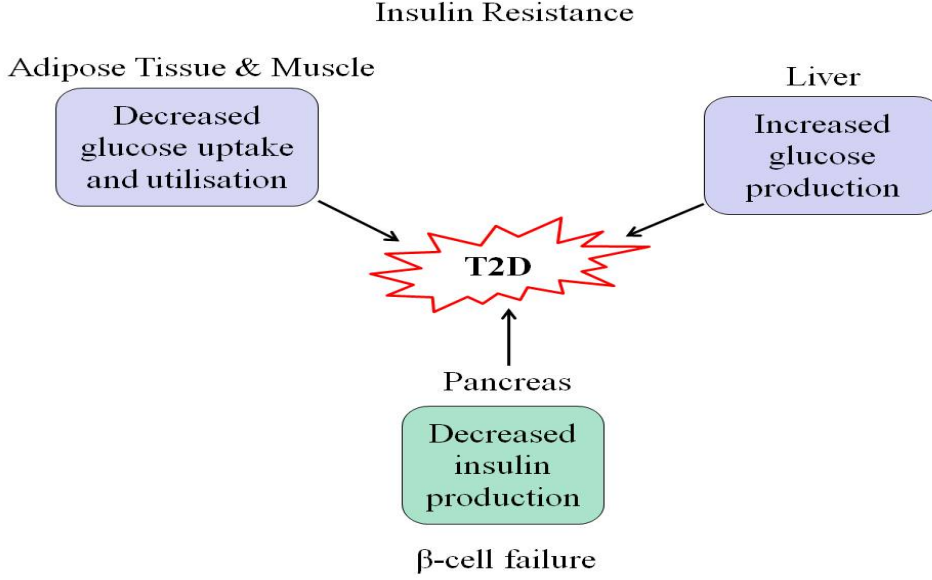 Insulin Resistance
Adipose Tissue & Muscle
Decreased
glucose uptake
and utilisation
Liver
Increased
glucose
production
T2D
Pancreas
Decreased
insulin
production
β-cell failure